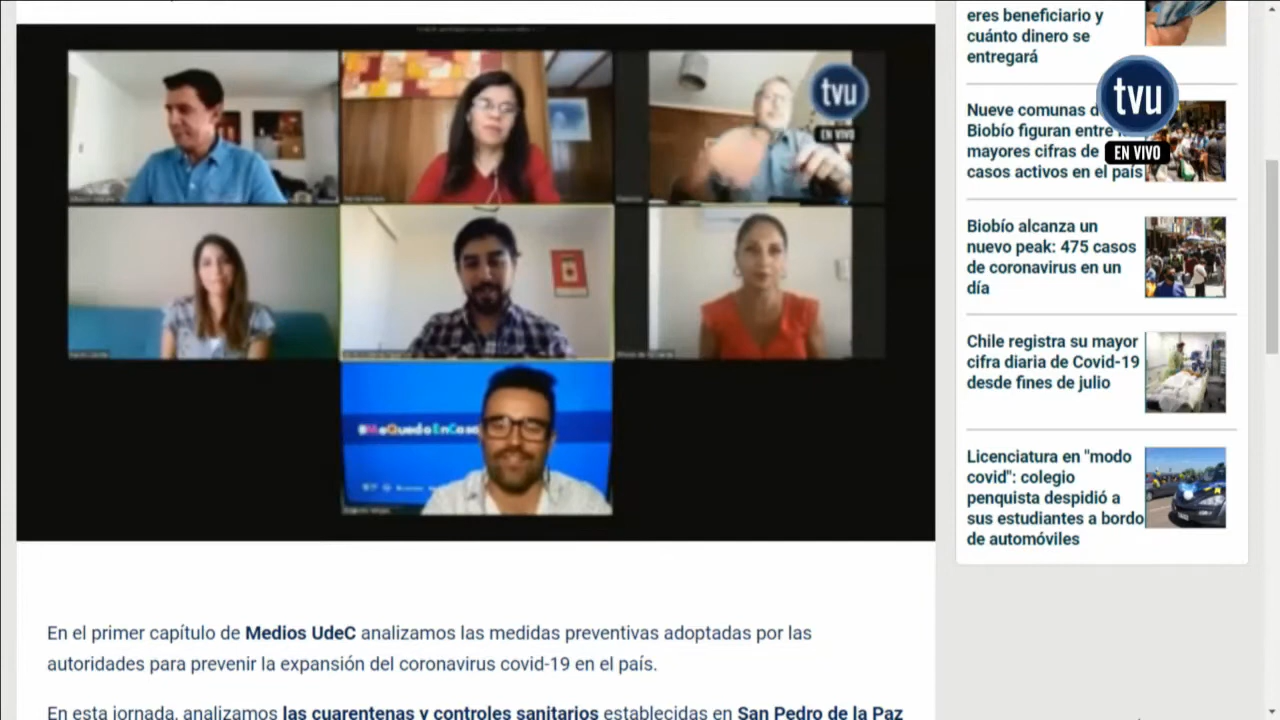 tvu
EN VIVO
#MeQuedoEnCasa
En el primer capítulo de Medios UdeC analizamos las medidas preventivas adoptadas por las
autoridades para prevenir la expansión del coronavirus covid-19 en el país.
En esta jornada, analizamos las cuarentenas y controles sanitarios establecidas en San Pedro de la Paz
eres beneficiario y
cuánto dinero se
entregará
tvu
EN VIVO
Nueve comunas d
Biobío figuran entre
mayores cifras de
casos activos en el país
Biobío alcanza un
nuevo peak: 475 casos
de coronavirus en un
día
Chile registra su mayor
cifra diaria de Covid-19
desde fines de julio
Licenciatura en "modo
covid": colegio
penquista despidió a
sus estudiantes a bordo
de automóviles